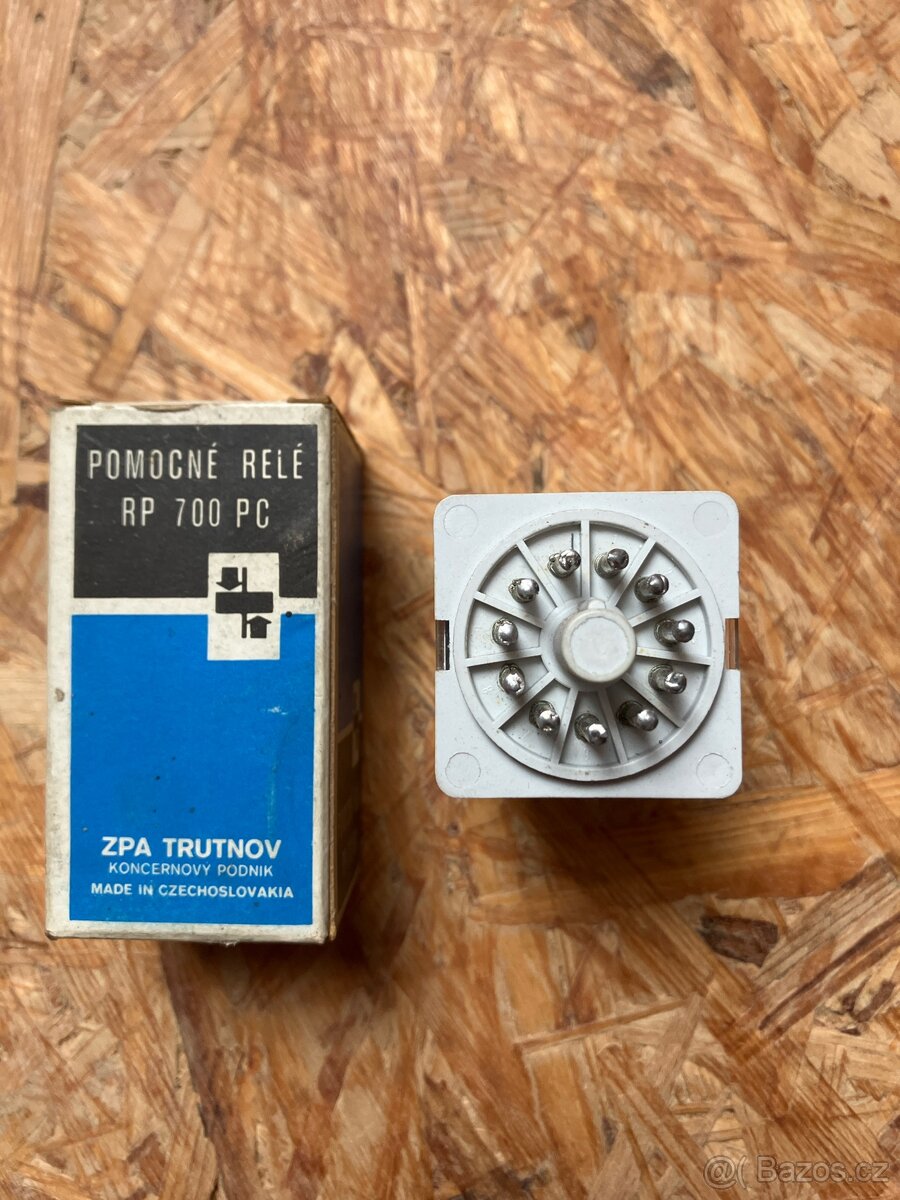 POMOCNÉ RELÉ
RP 700 PC
ZPA TRUTNOV
KONCERNOVÝ PODNIK
MADE IN CZECHOSLOVAKIA
@( Bazos.cz